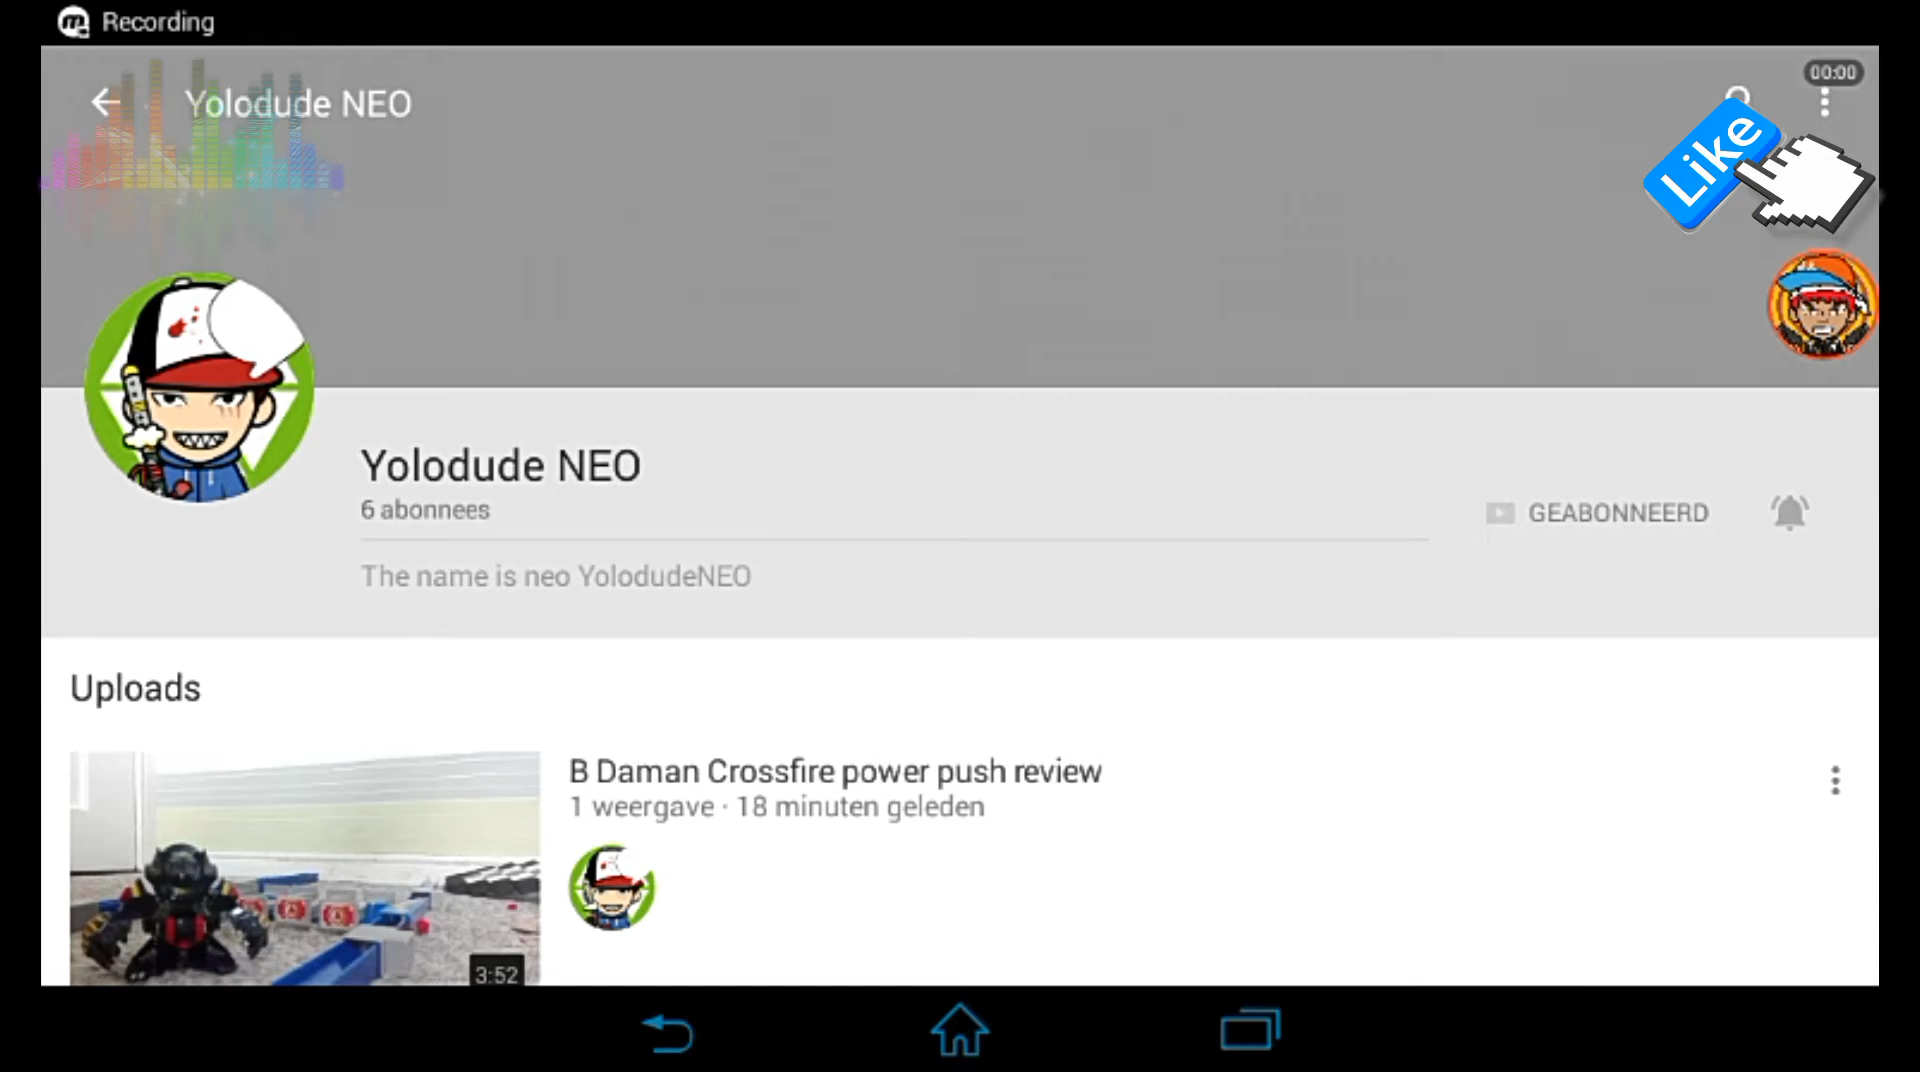 Recording
00:00
Yolodude NEO
Like
Yolodude NEO
6 abonnees
GEABONNEERD
The name is neo YolodudeNEO
Uploads
B Daman Crossfire power push review
1 weergave · 18 minuten geleden
3:52